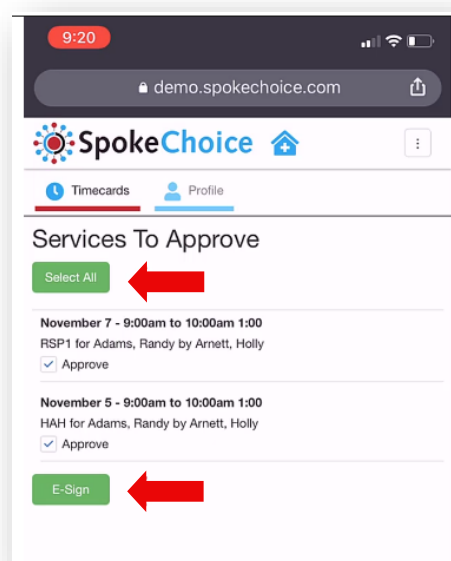 9:20
demo.spokechoice.com
SpokeChoice
Timecards Profile
Services To Approve
Select All
November 7 - 9:00am to 10:00am 1:00
RSP1 for Adams, Randy by Arnett, Holly
Approve
November 5 - 9:00am to 10:00am 1:00
HAH for Adams, Randy by Arnett, Holly
Approve
E-Sign